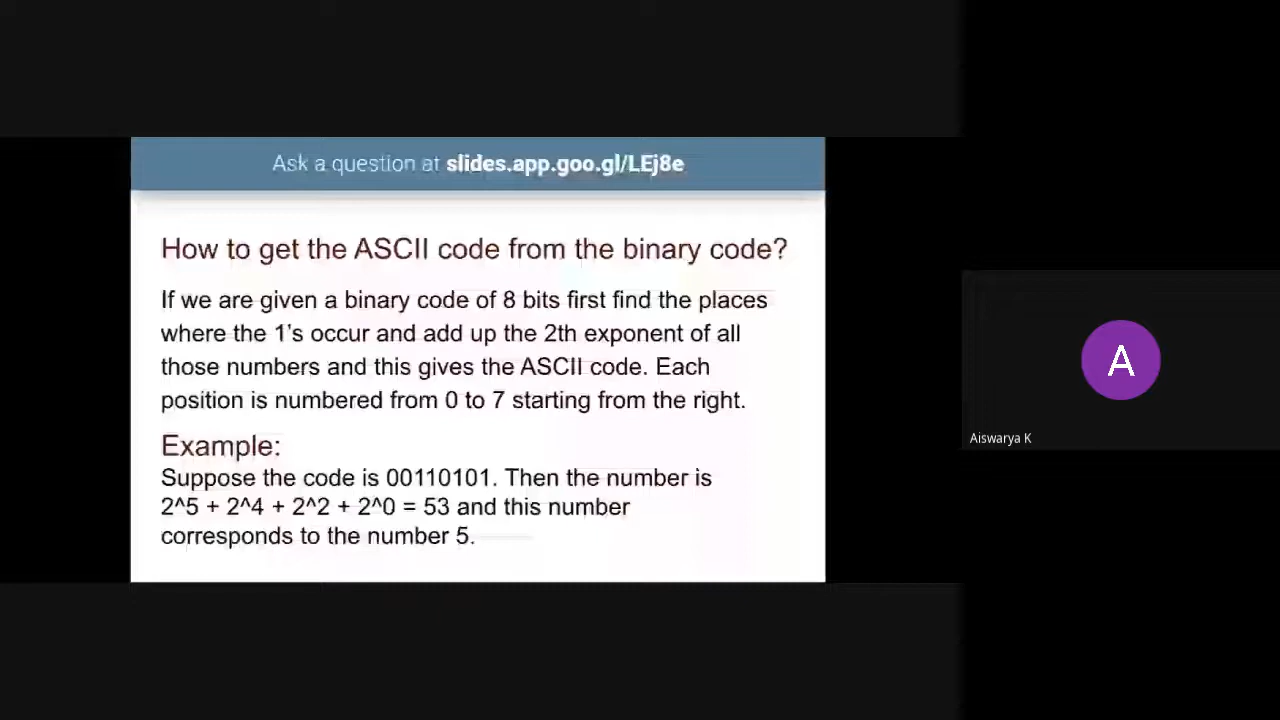 Ask a question at slides.app.goo.gl/LEj8e
How to get the ASCII code from the binary code?
If we are given a binary code of 8 bits first find the places
where the 1's occur and add up the 2th exponent of all
those numbers and this gives the ASCII code. Each
position is numbered from 0 to 7 starting from the right.
Example:
Suppose the code is 00110101. Then the number is
2^5 + 2^4 + 2^2 + 2^0 = 53 and this number
corresponds to the number 5.
A
Aiswarya K